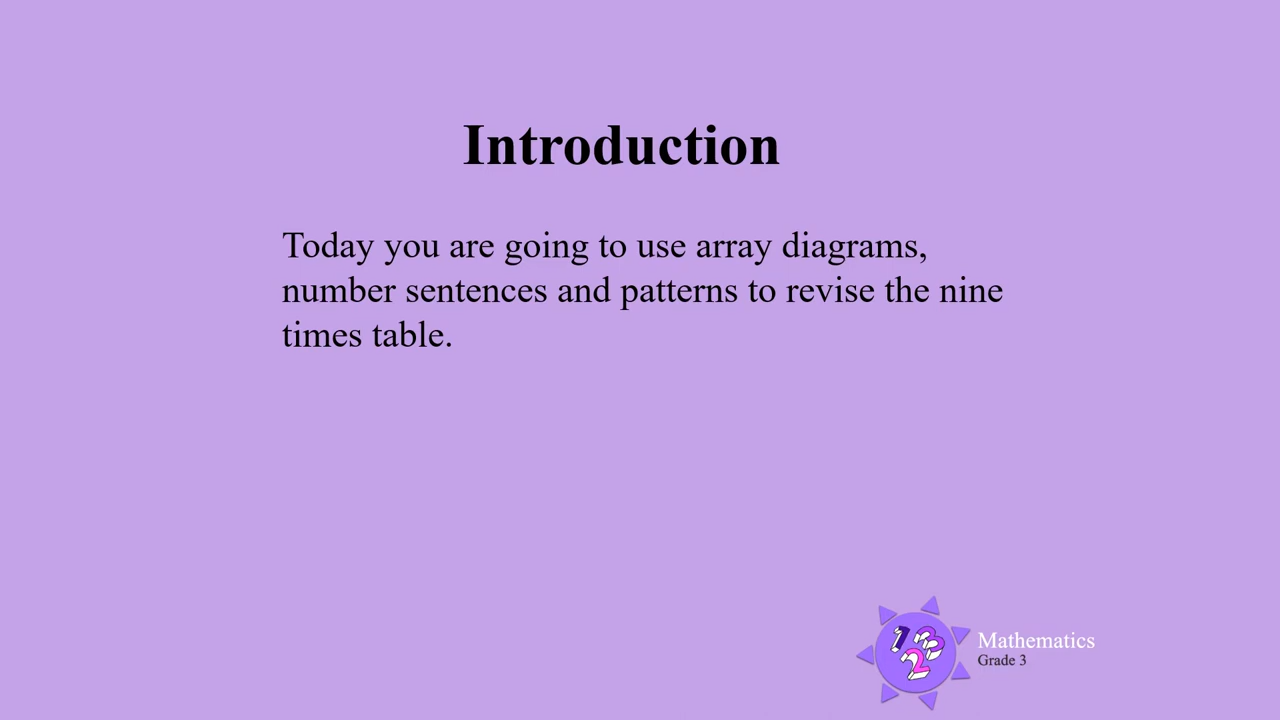 Introduction
Today you are going to use array diagrams,
number sentences and patterns to revise the nine
times table.
123
Mathematics
Grade 3